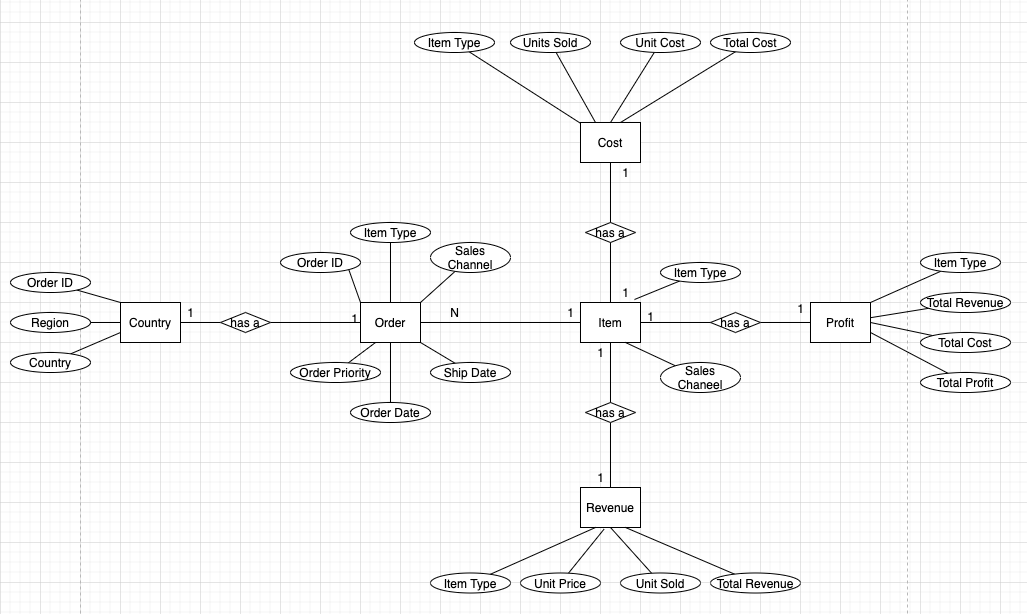 Item Type
Units Sold
Unit Cost
Total Cost
Cost
1
has a
Item Type
Sales
Channel
Order ID
Item Type
Item Type
Order ID
1
Total Revenue
Region
Country
1
has a
1
Order
N
1
Item
1
has a
1
Profit
Total Cost
1
Country
Order Priority
Ship Date
Sales
Chaneel
Total Profit
Order Date
has a
1
Revenue
Item Type
Unit Price
Unit Sold
Total Revenue